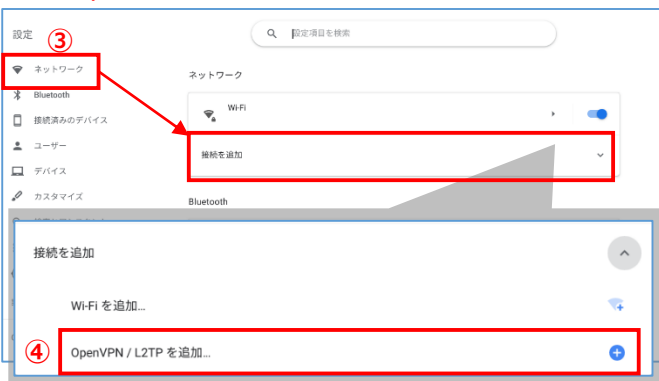 設定
設定項目を検索
③
ネットワーク
Bluetooth
接続済みのデバイス
ユーザー
デバイス
カスタマイズ
ネットワーク
Wi-Fi
接続を追加
Bluetooth
接続を追加
Wi-Fi を追加...
④
OpenVPN / L2TP を追加...